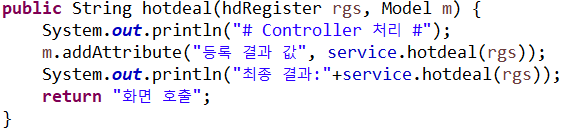 public String hotdeal(hdRegister rgs, Model m) {
System.out.println("# Controller 처리 #");
m.addAttribute("등록 결과 값", service.hotdeal(rgs));
System.out.println("최종 결과:"+service.hotdeal(rgs));
return "화면 호출";
}